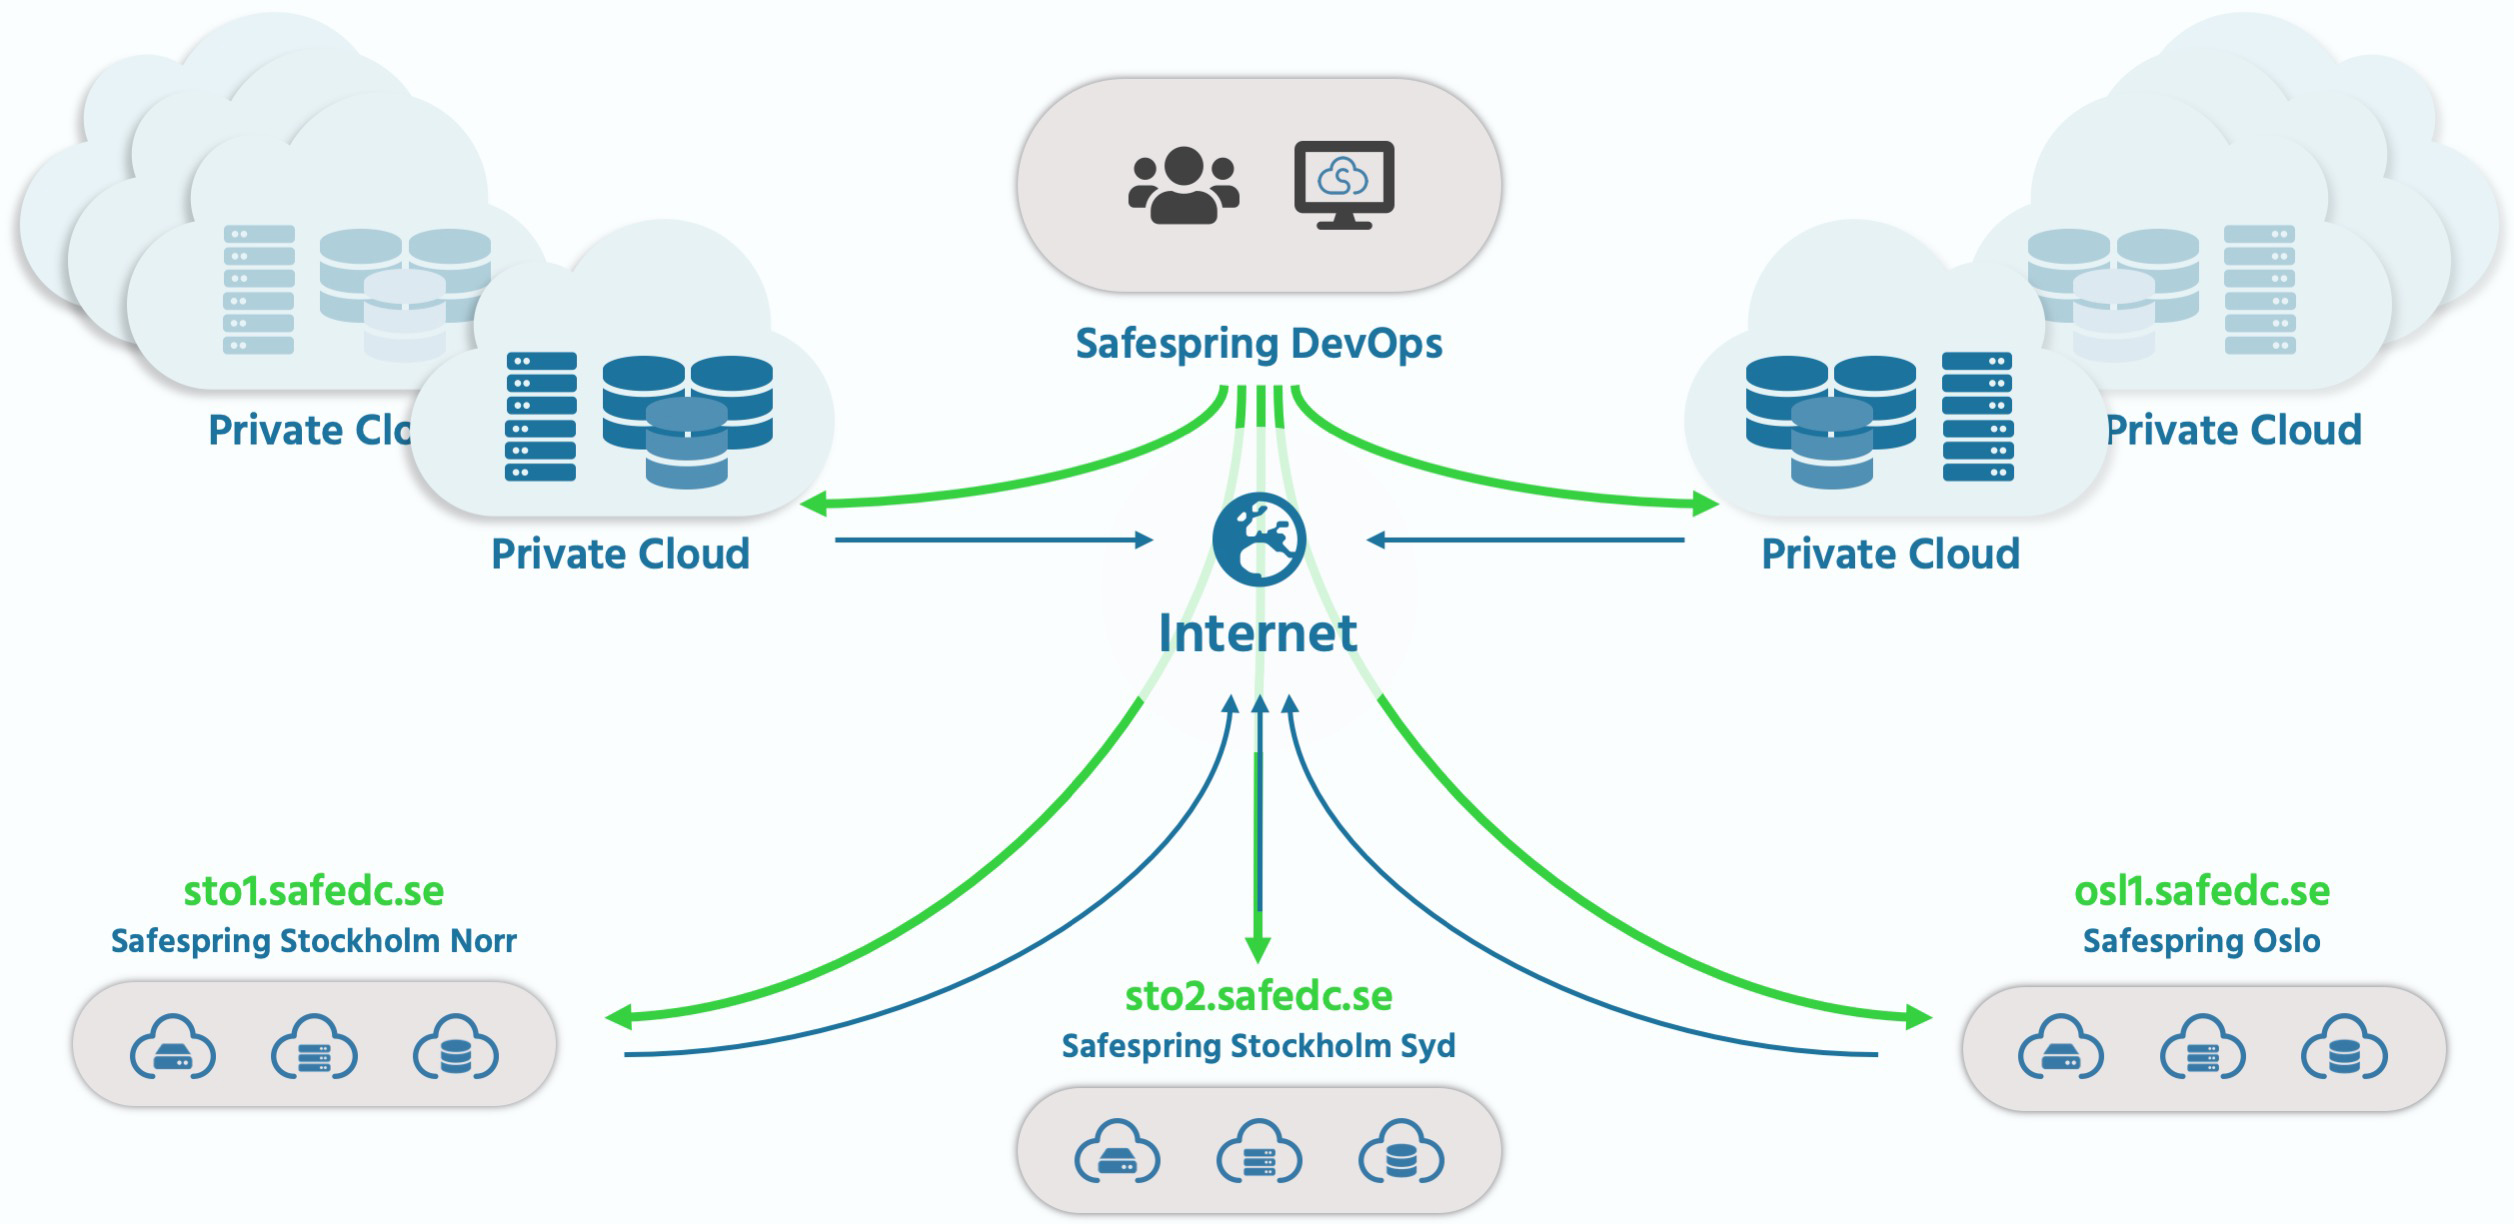 Safespring DevOps
Private Clo
Private Cloud
Private Cloud
Private Cloud
Internet
sto1.safedc.se
Safespring Stockholm Norr
osl1.safedc.se
Safespring Oslo
sto2.safedc.se
Safespring Stockholm Syd